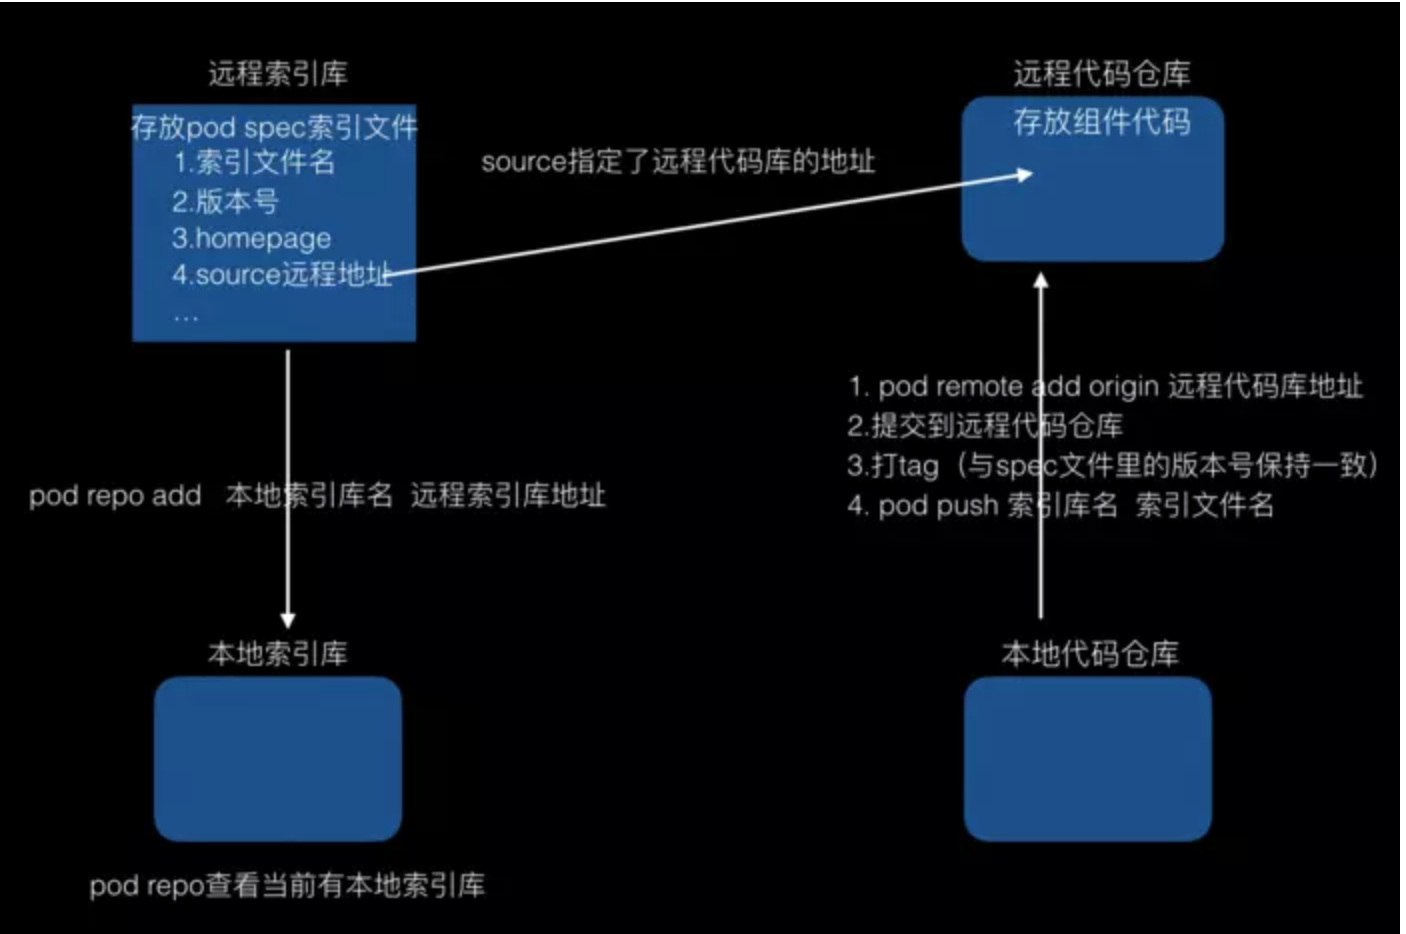 远程索引库
存放pod spec索引文件
1.索引文件名
2.版本号
3.homepage
4.source远程地址
...
source指定了远程代码库的地址
远程代码仓库
存放组件代码
pod repo add 本地索引库名 远程索引库地址
1. pod remote add origin 远程代码库地址
2.提交到远程代码仓库
3.打tag（与spec文件里的版本号保持一致）
4. pod push 索引库名 索引文件名
本地索引库
本地代码仓库
pod repo查看当前有本地索引库